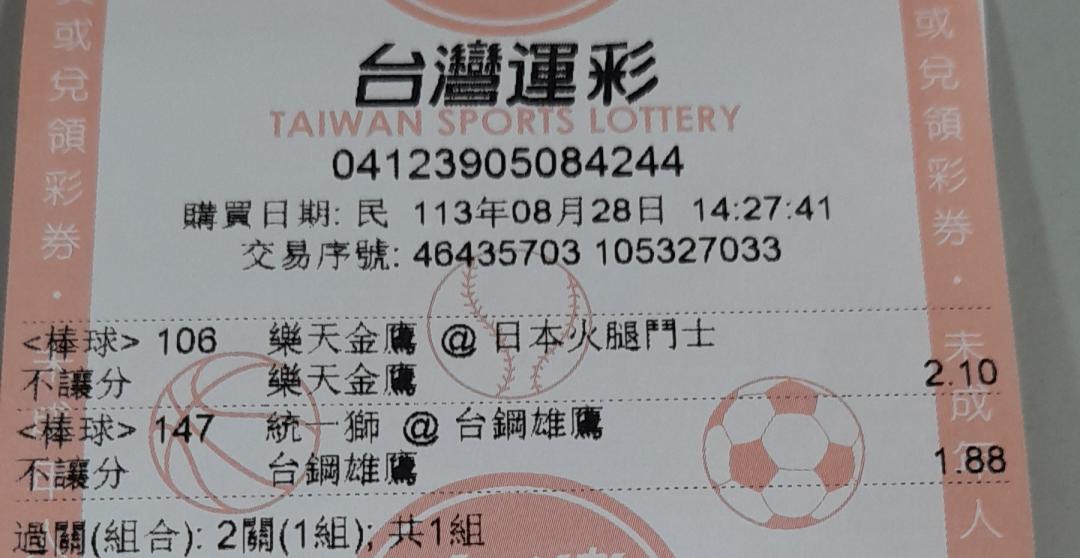 台灣運彩
TAIWAN SPORTS LOTTERY
04123905084244
購買日期: 民 113年08月28日 14:27:41
交易序號: 46435703 105327033
<棒球> 106 樂天金鷹 @ 日本火腿鬥士
不讓分 樂天金鷹 2.10
<棒球> 147 統一獅 @ 台鋼雄鷹
不讓分 台鋼雄鷹 1.88
過關(組合): 2關(1組); 共1組
或兌領彩券．未
或兌領彩券．未成年人